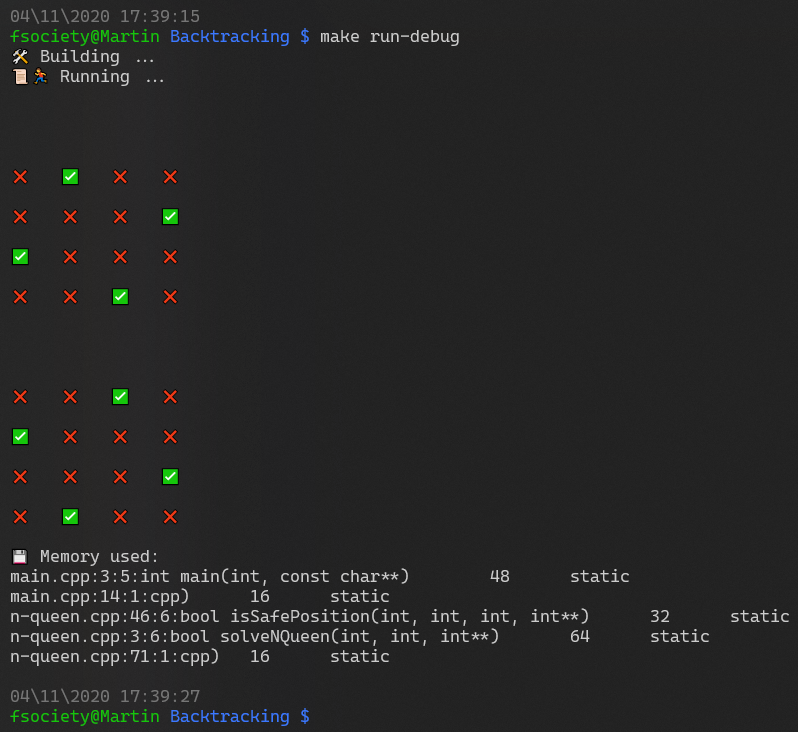 04\11\2020 17:39:15
fsociety@Martin Backtracking $ make run-debug
🛠 Building ...
📜🏃 Running ...
❌ ✅ ❌ ❌
❌ ❌ ❌ ✅
✅ ❌ ❌ ❌
❌ ❌ ✅ ❌
❌ ❌ ✅ ❌
✅ ❌ ❌ ❌
❌ ❌ ❌ ✅
❌ ✅ ❌ ❌
💾 Memory used:
main.cpp:3:5:int main(int, const char**) 48 static
main.cpp:14:1:cpp) 16 static
n-queen.cpp:46:6:bool isSafePosition(int, int, int, int**) 32 static
n-queen.cpp:3:6:bool solveNQueen(int, int, int**) 64 static
n-queen.cpp:71:1:cpp) 16 static
04\11\2020 17:39:27
fsociety@Martin Backtracking $